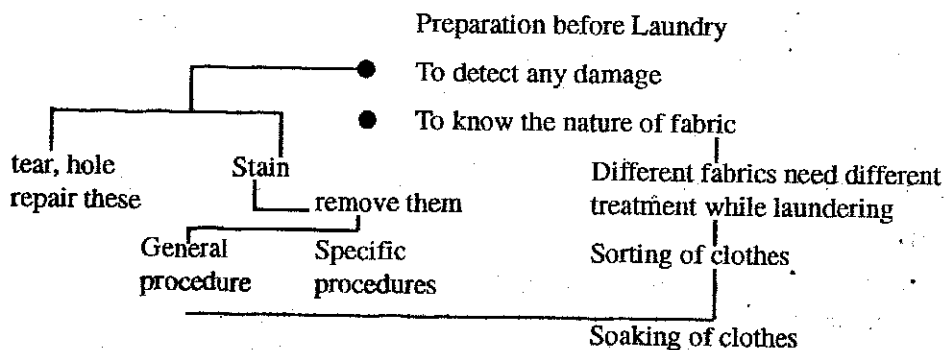 Preparation before Laundry
● To detect any damage
● To know the nature of fabric
tear, hole
repair these
Stain
remove them
General
procedure
Specific
procedures
Different fabrics need different
treatment while laundering
Sorting of clothes
Soaking of clothes